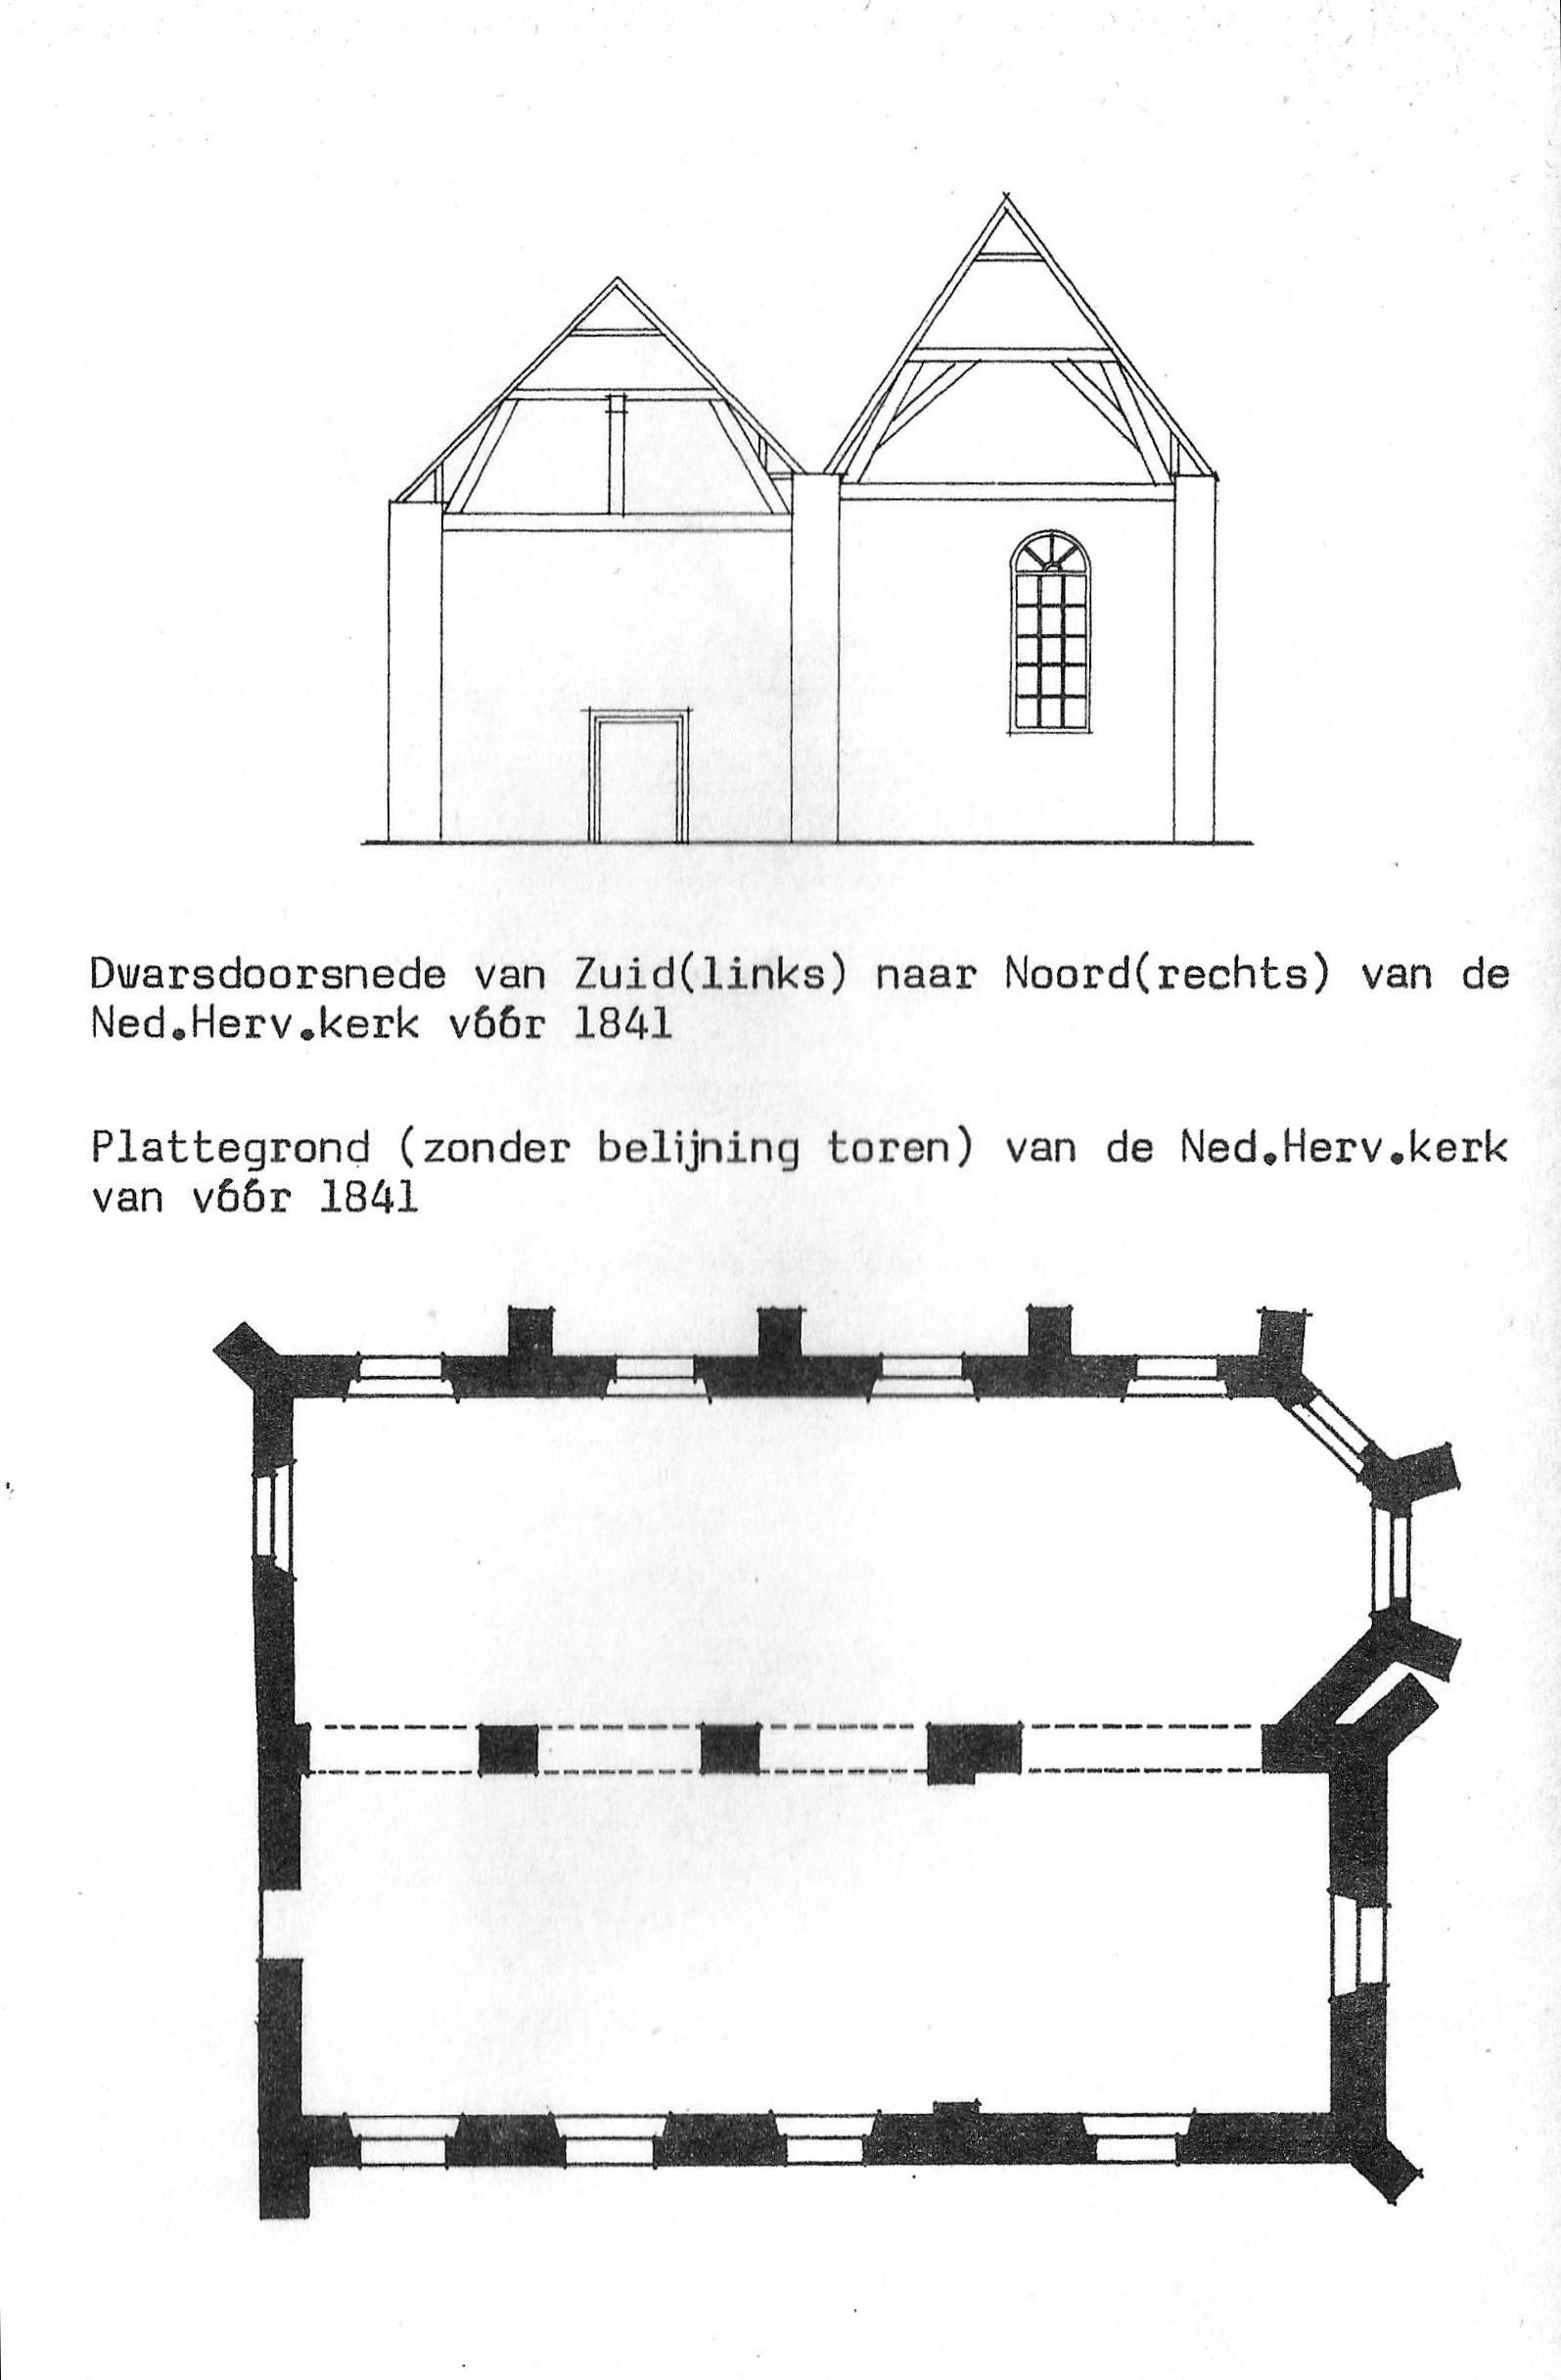 Dwarsdoorsnede van Zuid(links) naar Noord(rechts) van de
Ned.Herv.kerk vóór 1841
Plattegrond (zonder belijning toren) van de Ned.Herv.kerk
van vóór 1841